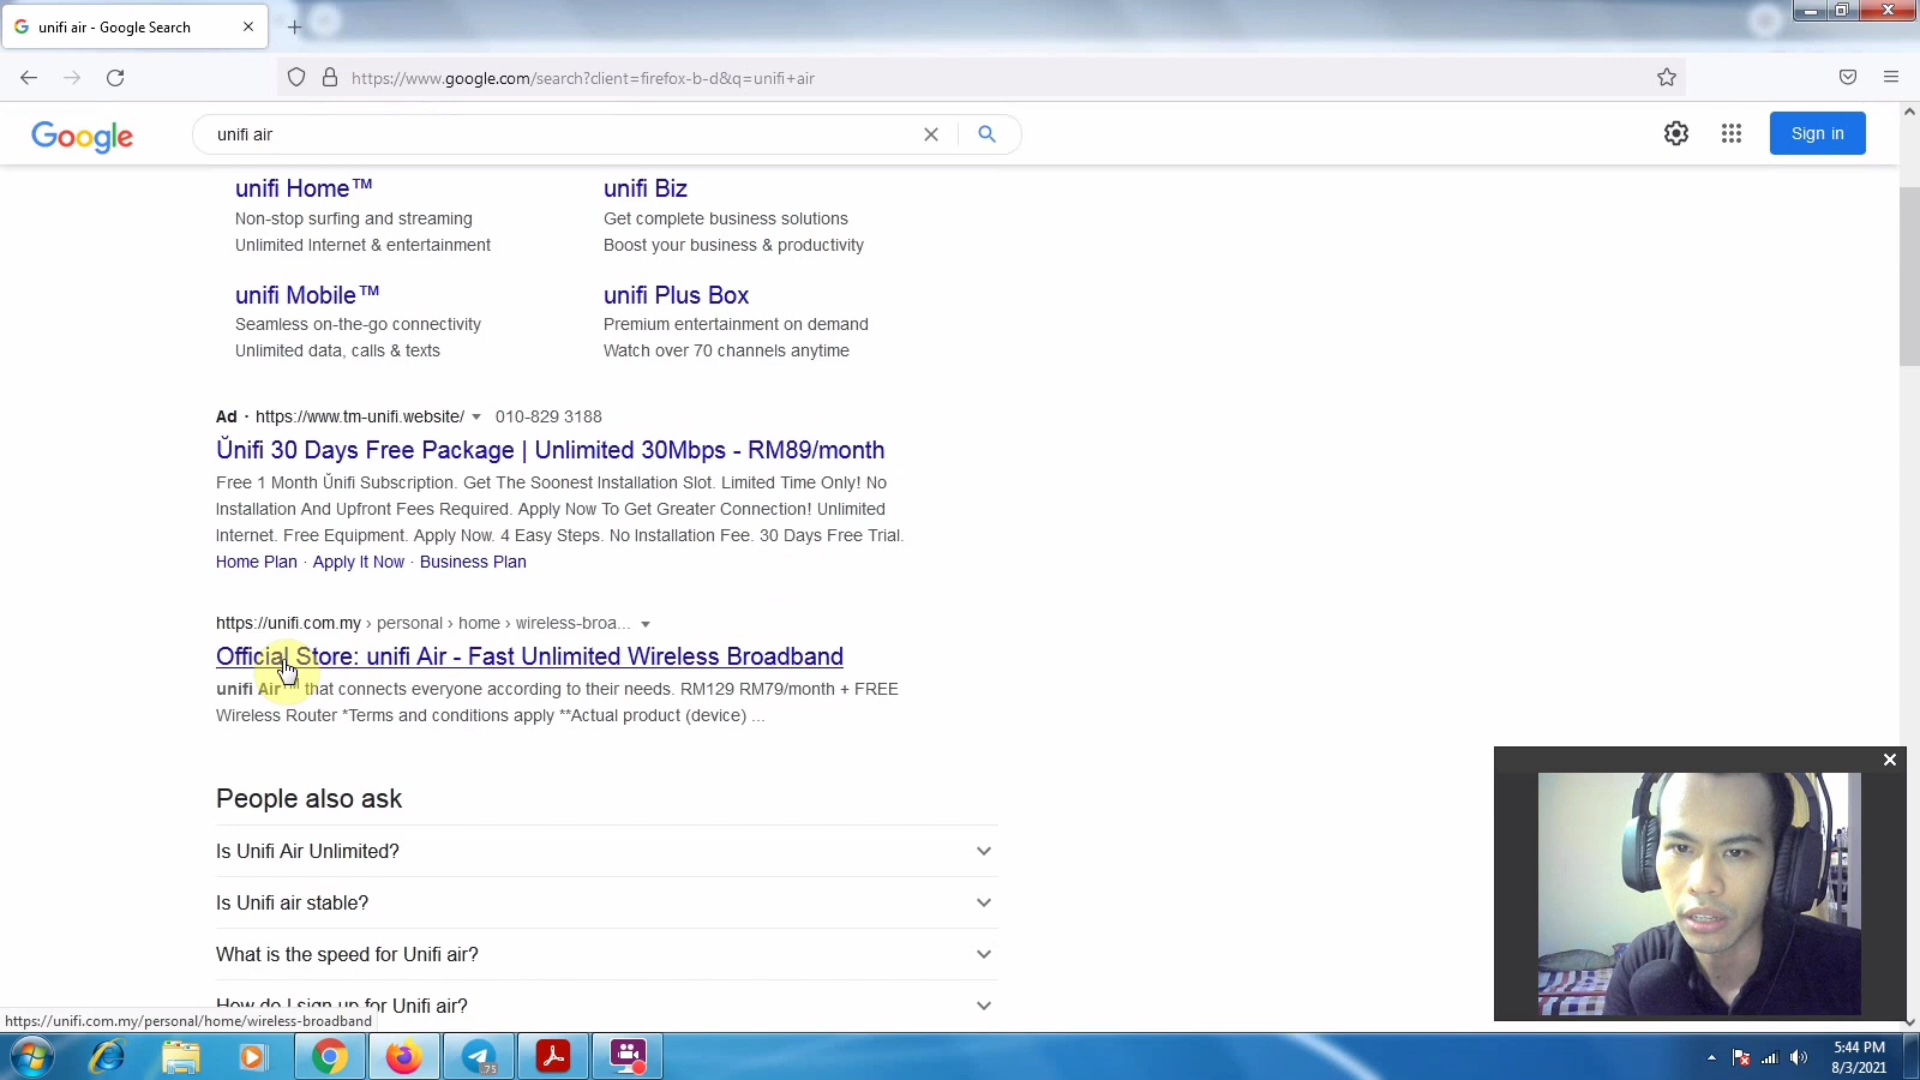 unifi air - Google Search
https://www.google.com/search?client=firefox-b-d&q=unifi+air
Google
unifi air
Sign in
unifi Home™
Non-stop surfing and streaming
Unlimited Internet & entertainment
unifi Biz
Get complete business solutions
Boost your business & productivity
unifi Mobile™
Seamless on-the-go connectivity
Unlimited data, calls & texts
unifi Plus Box
Premium entertainment on demand
Watch over 70 channels anytime
Ad · https://www.tm-unifi.website/ 010-829 3188
Ŭnifi 30 Days Free Package | Unlimited 30Mbps - RM89/month
Free 1 Month Ŭnifi Subscription. Get The Soonest Installation Slot. Limited Time Only! No
Installation And Upfront Fees Required. Apply Now To Get Greater Connection! Unlimited
Internet. Free Equipment. Apply Now. 4 Easy Steps. No Installation Fee. 30 Days Free Trial.
Home Plan · Apply It Now · Business Plan
https://unifi.com.my › personal › home › wireless-broa...
Official Store: unifi Air - Fast Unlimited Wireless Broadband
unifi Air™ that connects everyone according to their needs. RM129 RM79/month + FREE
Wireless Router *Terms and conditions apply **Actual product (device) ...
People also ask
Is Unifi Air Unlimited?
Is Unifi air stable?
What is the speed for Unifi air?
How do I sign up for Unifi air?
https://unifi.com.my/personal/home/wireless-broadband
75
5:44 PM
8/3/2021